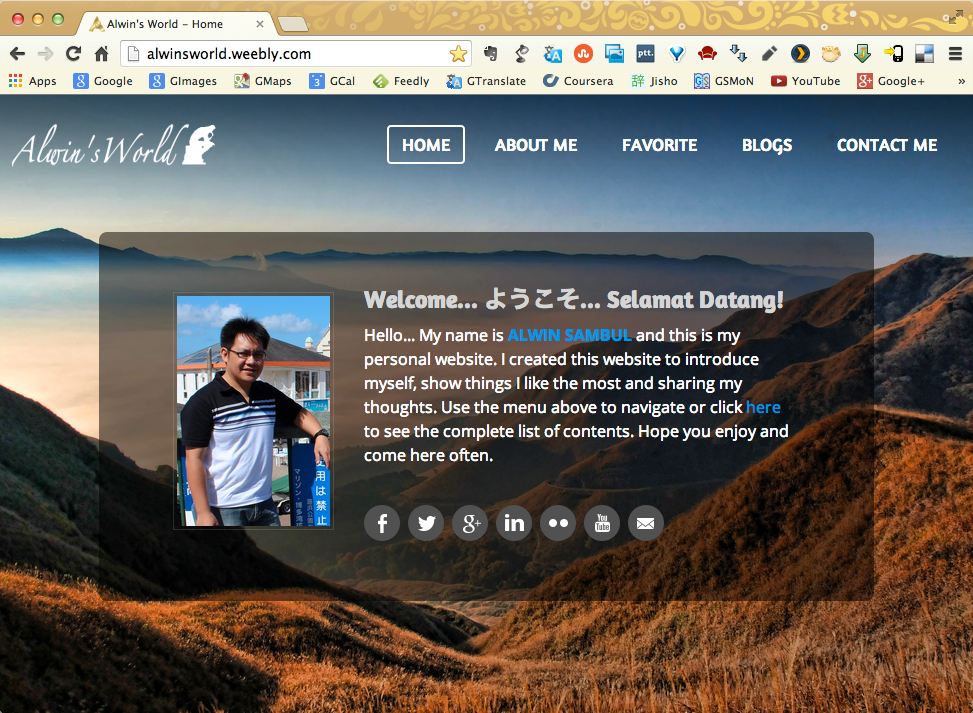 Alwin's World – Home
alwinsworld.weebly.com
ptt.
Apps Google GImages GMaps GCal Feedly GTranslate Coursera Jisho GSMoN YouTube Google+ »
Alwin's World HOME ABOUT ME FAVORITE BLOGS CONTACT ME
Welcome... ようこそ... Selamat Datang!
Hello... My name is ALWIN SAMBUL and this is my
personal website. I created this website to introduce
myself, show things I like the most and sharing my
thoughts. Use the menu above to navigate or click here
to see the complete list of contents. Hope you enjoy and
come here often.
用は禁止
You Tube